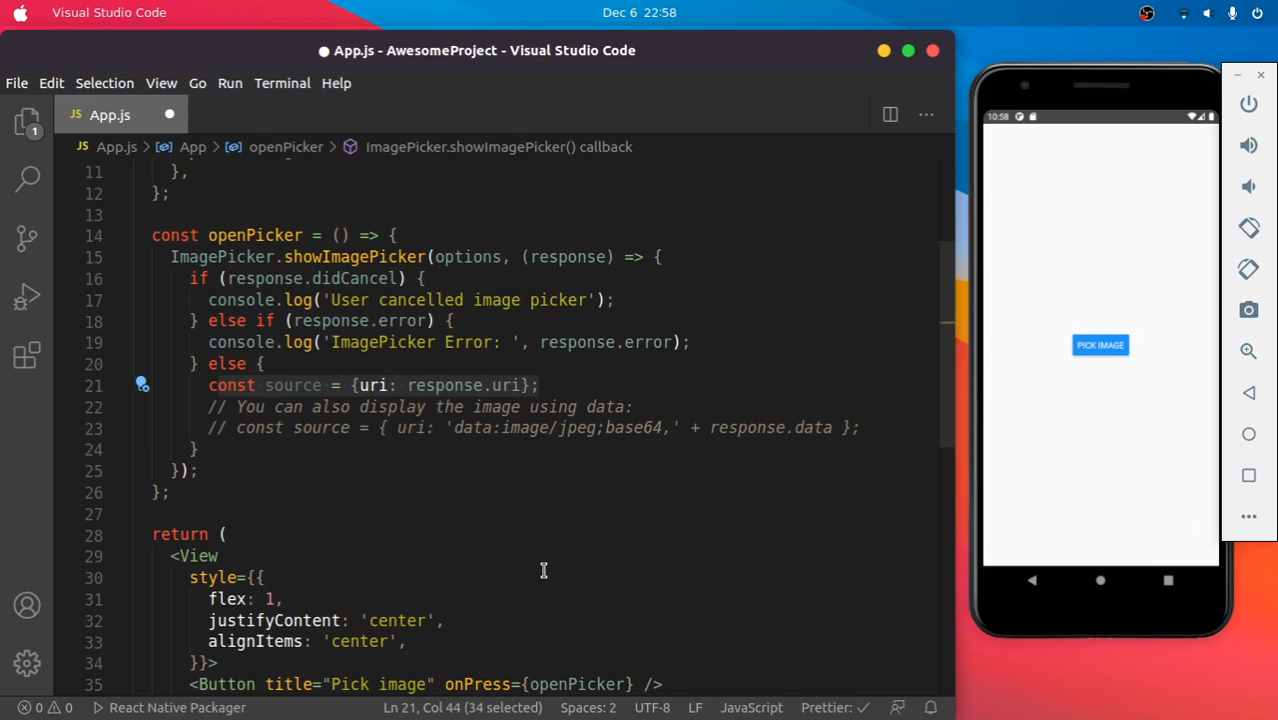 Visual Studio Code
Dec 6 22:58
● App.js - AwesomeProject - Visual Studio Code
File Edit Selection View Go Run Terminal Help
JS App.js
JS App.js › App › openPicker › ImagePicker.showImagePicker() callback
1
11 },
12 };
13
14 const openPicker = () => {
15 ImagePicker.showImagePicker(options, (response) => {
16 if (response.didCancel) {
17 console.log('User cancelled image picker');
18 } else if (response.error) {
19 console.log('ImagePicker Error: ', response.error);
20 } else {
21 const source = {uri: response.uri};
22 // You can also display the image using data:
23 // const source = { uri: 'data:image/jpeg;base64,' + response.data };
24 }
25 });
26 };
27
28 return (
29 <View
30 style={{
31 flex: 1,
32 justifyContent: 'center',
33 alignItems: 'center',
34 }}>
35 <Button title="Pick image" onPress={openPicker} />
0 0 React Native Packager Ln 21, Col 44 (34 selected) Spaces: 2 UTF-8 LF JavaScript Prettier: ✓
10:58
PICK IMAGE